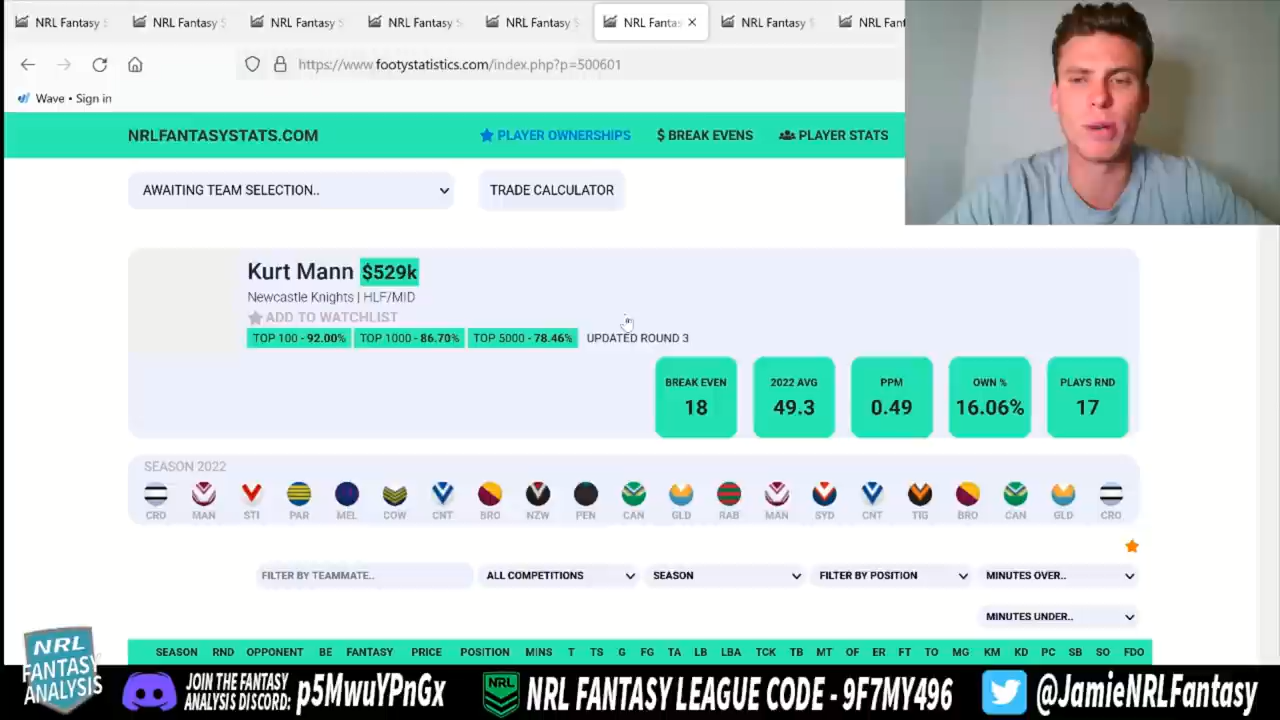 NRL Fantasy S
NRL Fantasy S
NRL Fantasy S
NRL Fantasy S
NRL Fantasy S
NRL Fantas
NRL Fantasy S
NRL Fant
https://www.footystatistics.com/index.php?p=500601
Wave • Sign in
NRLFANTASYSTATS.COM
PLAYER OWNERSHIPS
$ BREAK EVENS
PLAYER STATS
AWAITING TEAM SELECTION..
TRADE CALCULATOR
Kurt Mann $529k
Newcastle Knights | HLF/MID
ADD TO WATCHLIST
TOP 100 - 92.00% TOP 1000 - 86.70% TOP 5000 - 78.46% UPDATED ROUND 3
BREAK EVEN 2022 AVG PPM OWN % PLAYS RND
18 49.3 0.49 16.06% 17
SEASON 2022
CRO MAN STI PAR MEL COW CNT BRO NZW PEN CAN GLD RAB MAN SYD CNT TIG BRO CAN GLD CRO
FILTER BY TEAMMATE.. ALL COMPETITIONS SEASON FILTER BY POSITION MINUTES OVER..
MINUTES UNDER..
SEASON RND OPPONENT BE FANTASY PRICE POSITION MINS T TS G FG TA LB LBA TCK TB MT OF ER FT TO MG KM KD PC SB SO FDO
NRL
FANTASY
ANALYSIS
JOIN THE FANTASY
ANALYSIS DISCORD:
p5MwuYPnGx
NRL
NRL FANTASY LEAGUE CODE - 9F7MY496
@JamieNRLFantasy